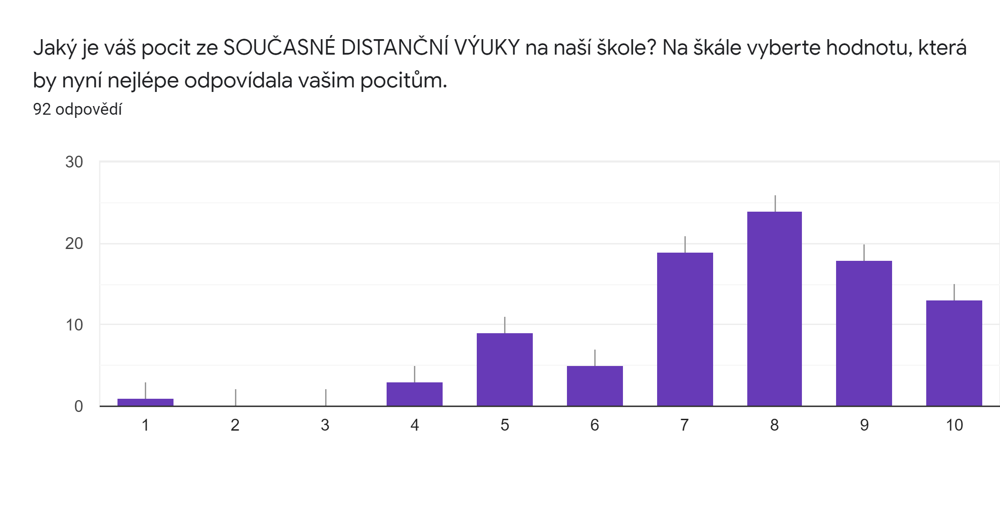 Jaký je váš pocit ze SOUČASNÉ DISTANČNÍ VÝUKY na naší škole? Na škále vyberte hodnotu, která
by nyní nejlépe odpovídala vašim pocitům.
92 odpovědí
30
20
10
0
1 2 3 4 5 6 7 8 9 10